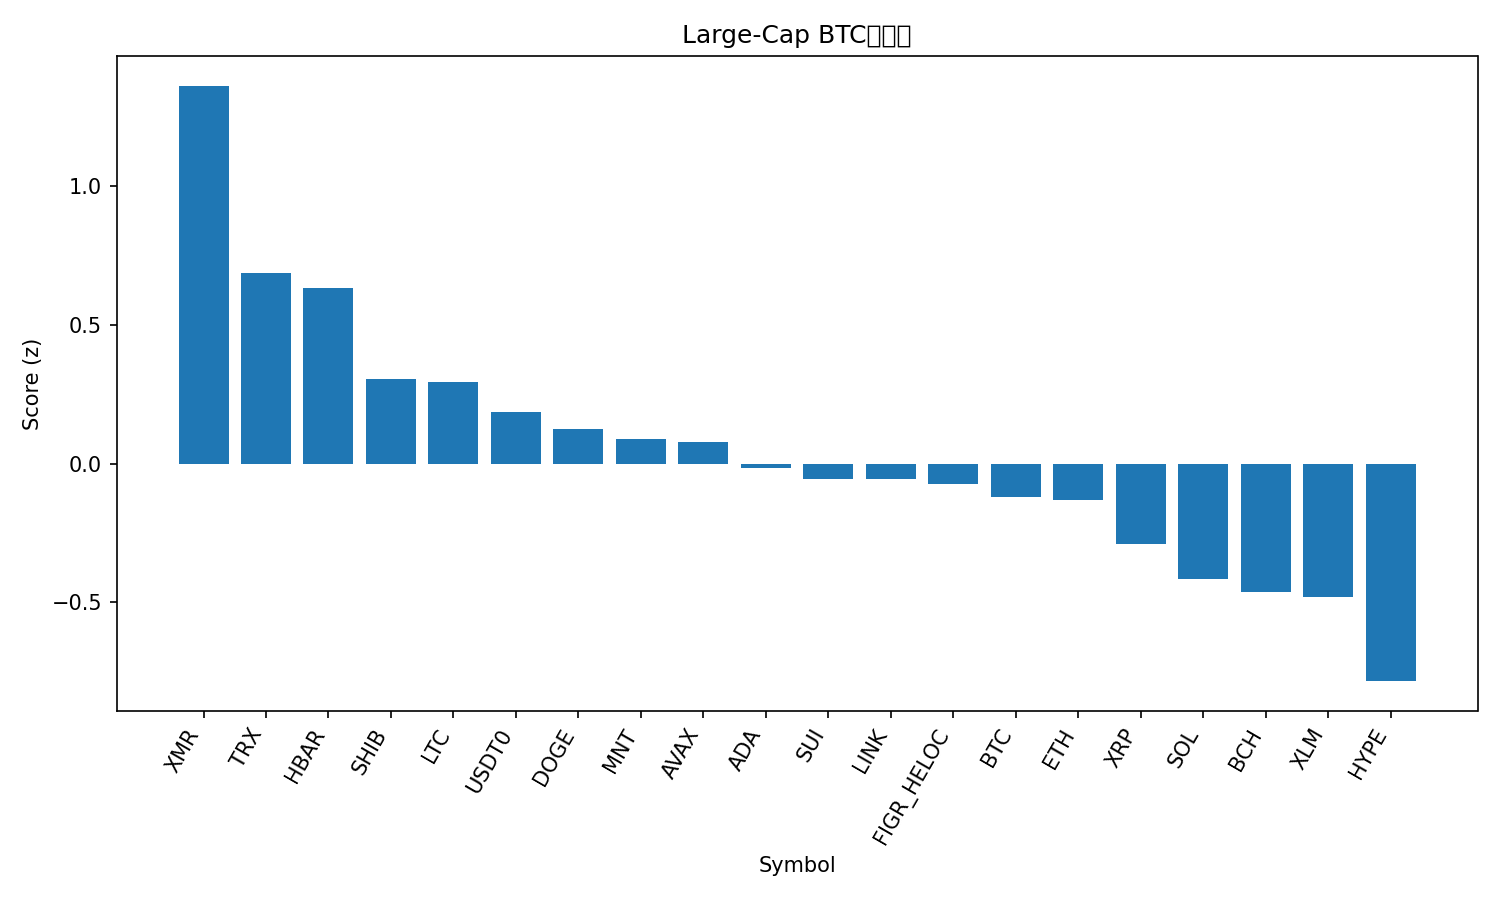 Large-Cap BTC
Score (z)
1.0
0.5
0.0
−0.5
XMR
TRX
HBAR
SHIB
LTC
USDT0
DOGE
MNT
AVAX
ADA
SUI
LINK
FIGR_HELOC
BTC
ETH
XRP
SOL
BCH
XLM
HYPE
Symbol